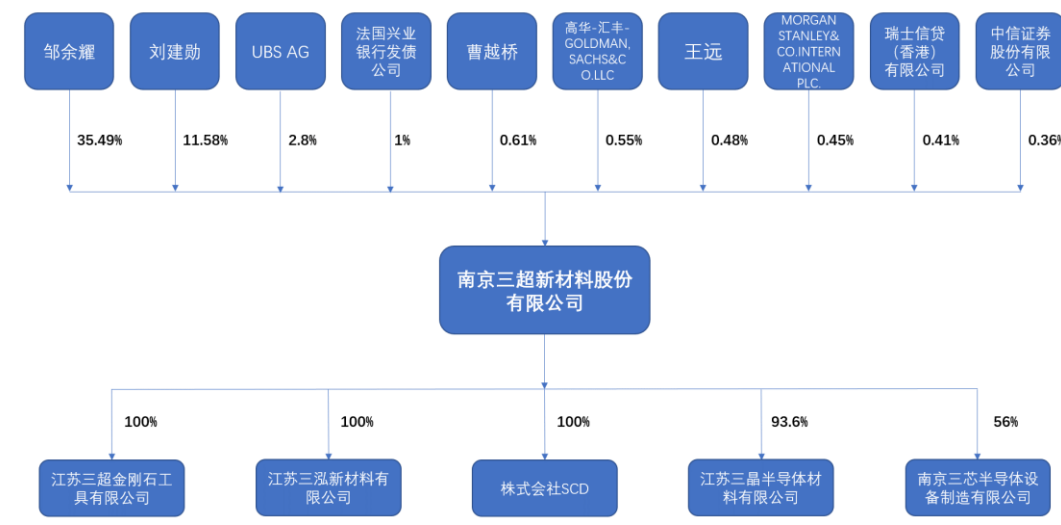 邹余耀
刘建勋
UBS AG
法国兴业
银行发债
公司
曹越桥
高华-汇丰-
GOLDMAN,
SACHS&C
O.LLC
王远
MORGAN
STANLEY&
CO.INTERN
ATIONAL
PLC.
瑞士信贷
（香港）
有限公司
中信证券
股份有限
公司
35.49%
11.58%
2.8%
1%
0.61%
0.55%
0.48%
0.45%
0.41%
0.36%
南京三超新材料股份
有限公司
100%
100%
100%
93.6%
56%
江苏三超金刚石工
具有限公司
江苏三泓新材料有
限公司
株式会社SCD
江苏三晶半导体材
料有限公司
南京三芯半导体设
备制造有限公司